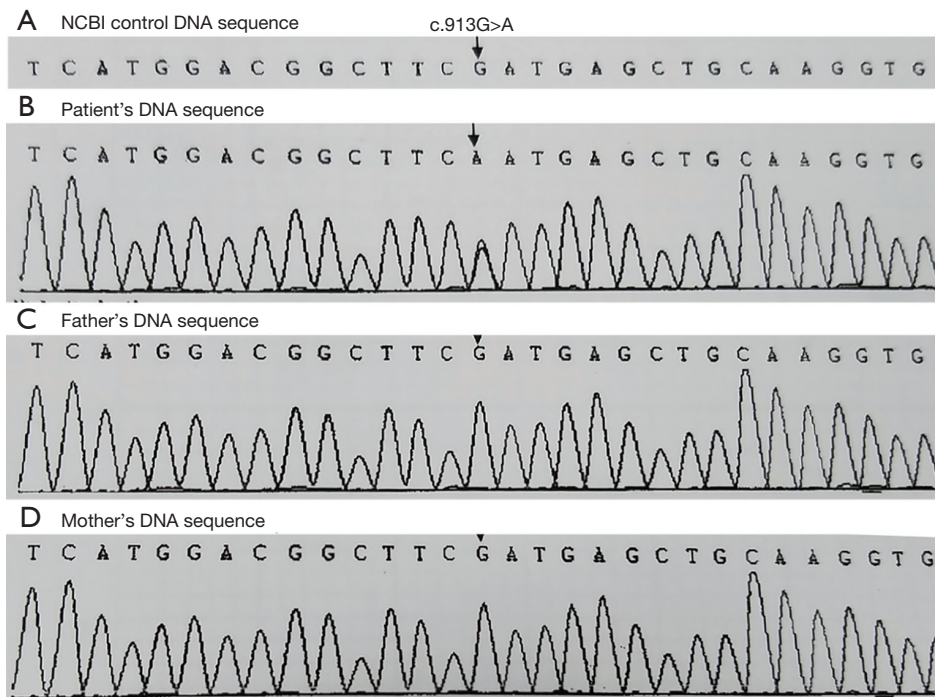 A NCBI control DNA sequence
c.913G>A
T C A T G G A C G G C T T C G A T G A G C T G C A A G G T G
B Patient's DNA sequence
T C A T G G A C G G C T T C A A T G A G C T G C A A G G T G
C Father's DNA sequence
T C A T G G A C G G C T T C G A T G A G C T G C A A G G T G
D Mother's DNA sequence
T C A T G G A C G G C T T C G A T G A G C T G C A A G G T G